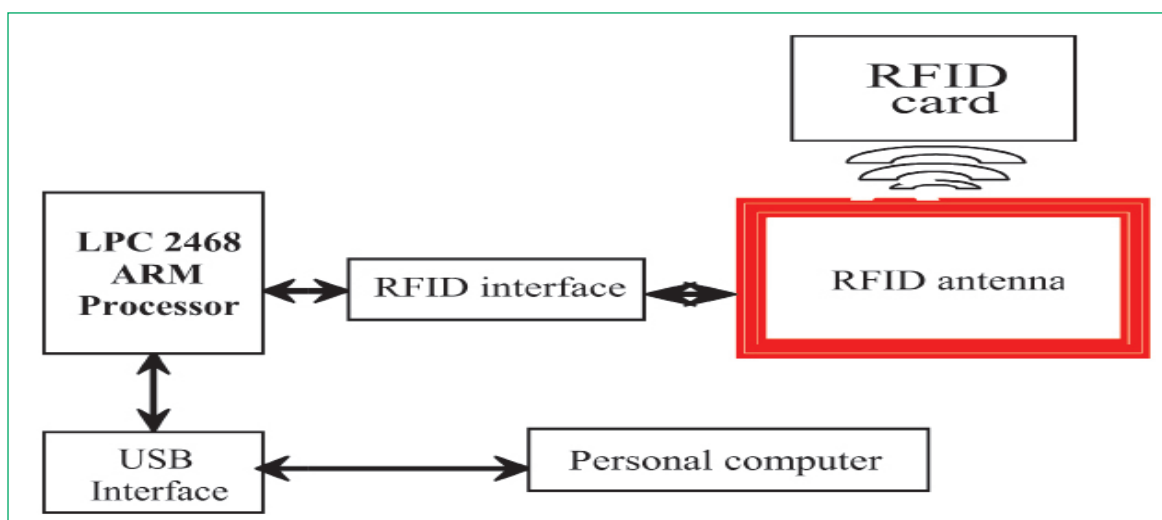 RFID
card
LPC 2468
ARM
Processor
RFID interface
RFID antenna
USB
Interface
Personal computer